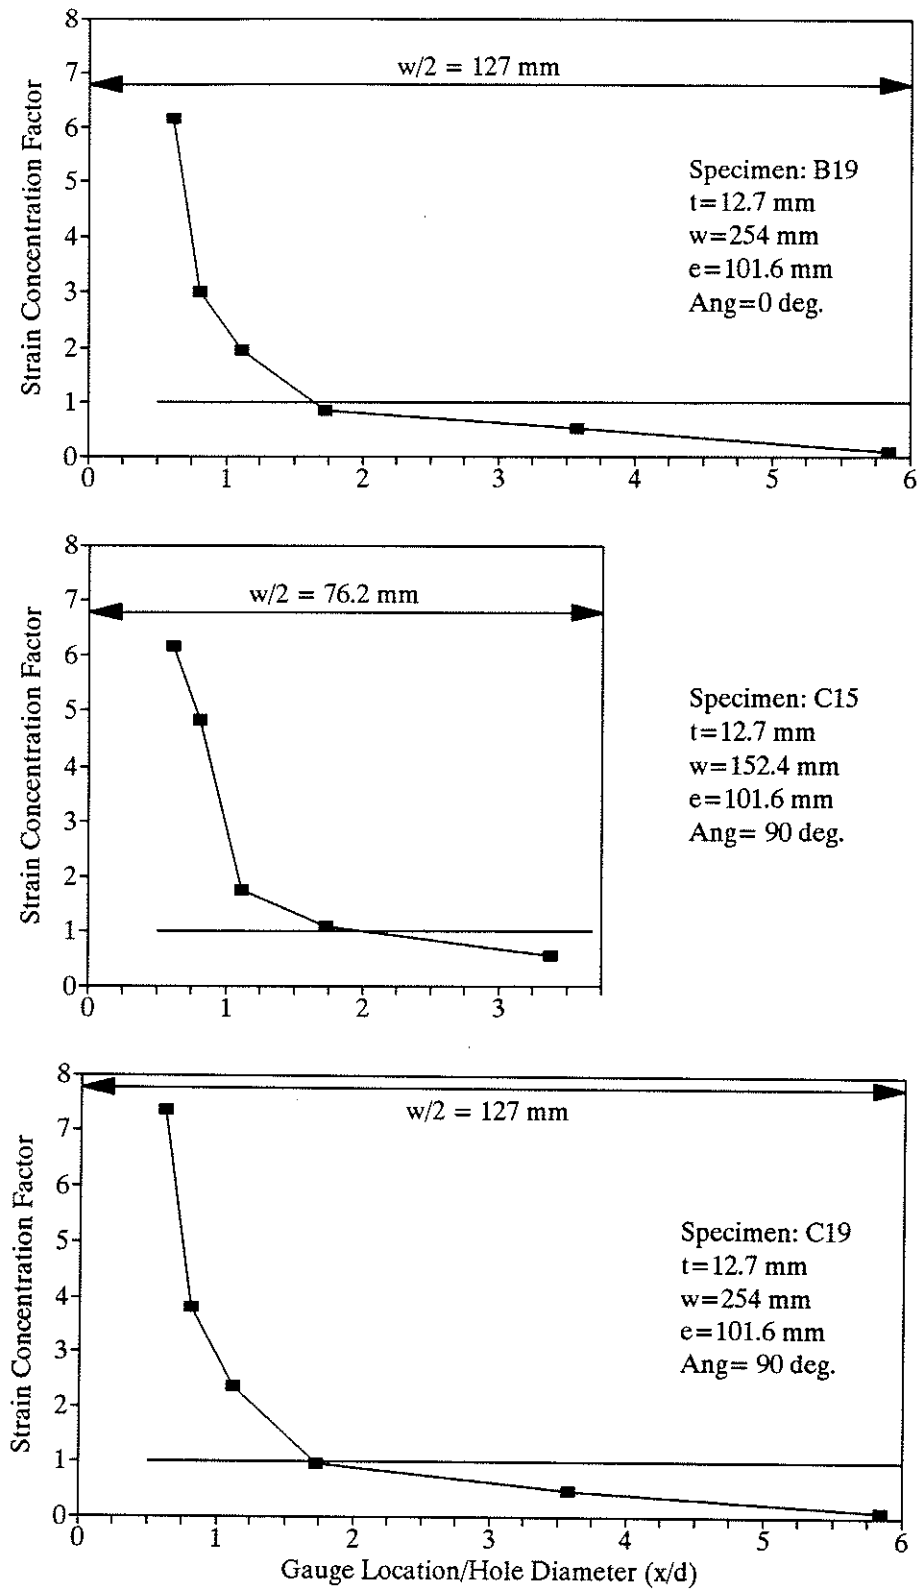 8
7
6
5
4
3
2
1
0
Strain Concentration Factor
w/2 = 127 mm
Specimen: B19
t=12.7 mm
w=254 mm
e=101.6 mm
Ang=0 deg.
0 1 2 3 4 5 6
8
7
6
5
4
3
2
1
0
Strain Concentration Factor
w/2 = 76.2 mm
Specimen: C15
t=12.7 mm
w=152.4 mm
e=101.6 mm
Ang= 90 deg.
0 1 2 3
8
7
6
5
4
3
2
1
0
Strain Concentration Factor
w/2 = 127 mm
Specimen: C19
t=12.7 mm
w=254 mm
e=101.6 mm
Ang= 90 deg.
0 1 2 3 4 5 6
Gauge Location/Hole Diameter (x/d)